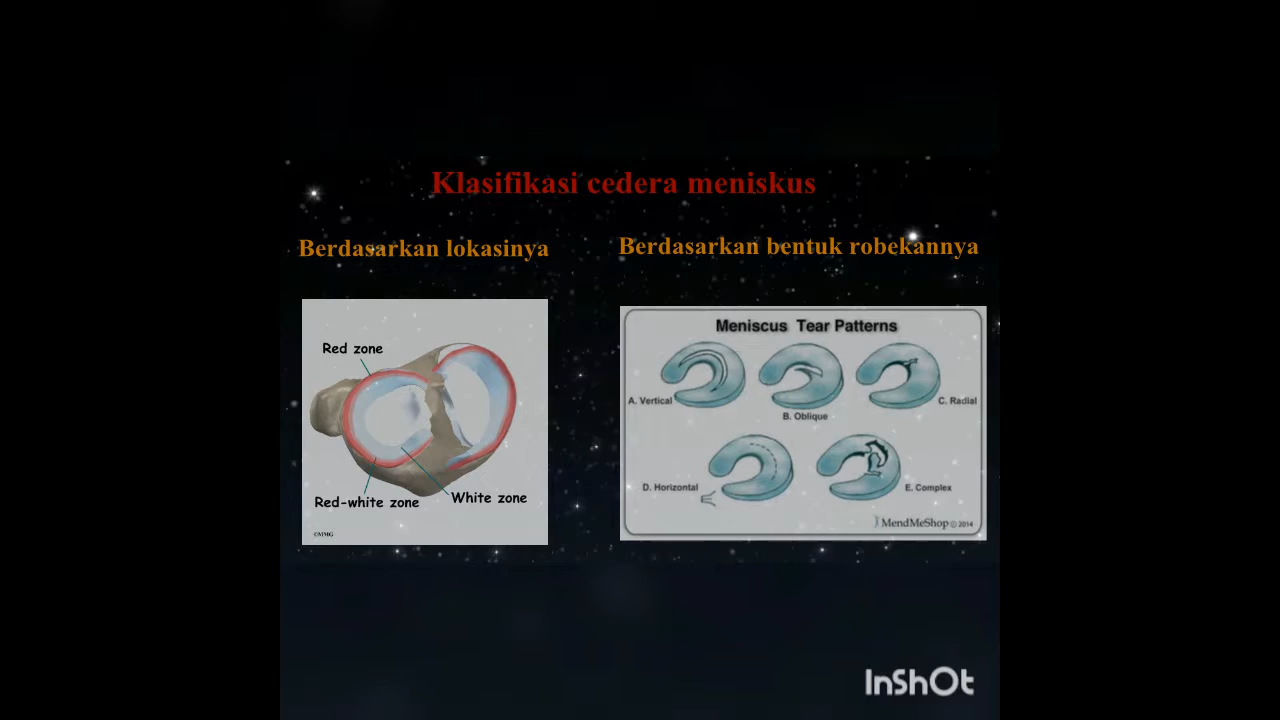 Klasifikasi cedera meniskus
Berdasarkan lokasinya
Berdasarkan bentuk robekannya
Red zone
Red-white zone
White zone
©MMG
Meniscus Tear Patterns
A. Vertical
B. Oblique
C. Radial
D. Horizontal
E. Complex
MendMeShop © 2014
InShOt